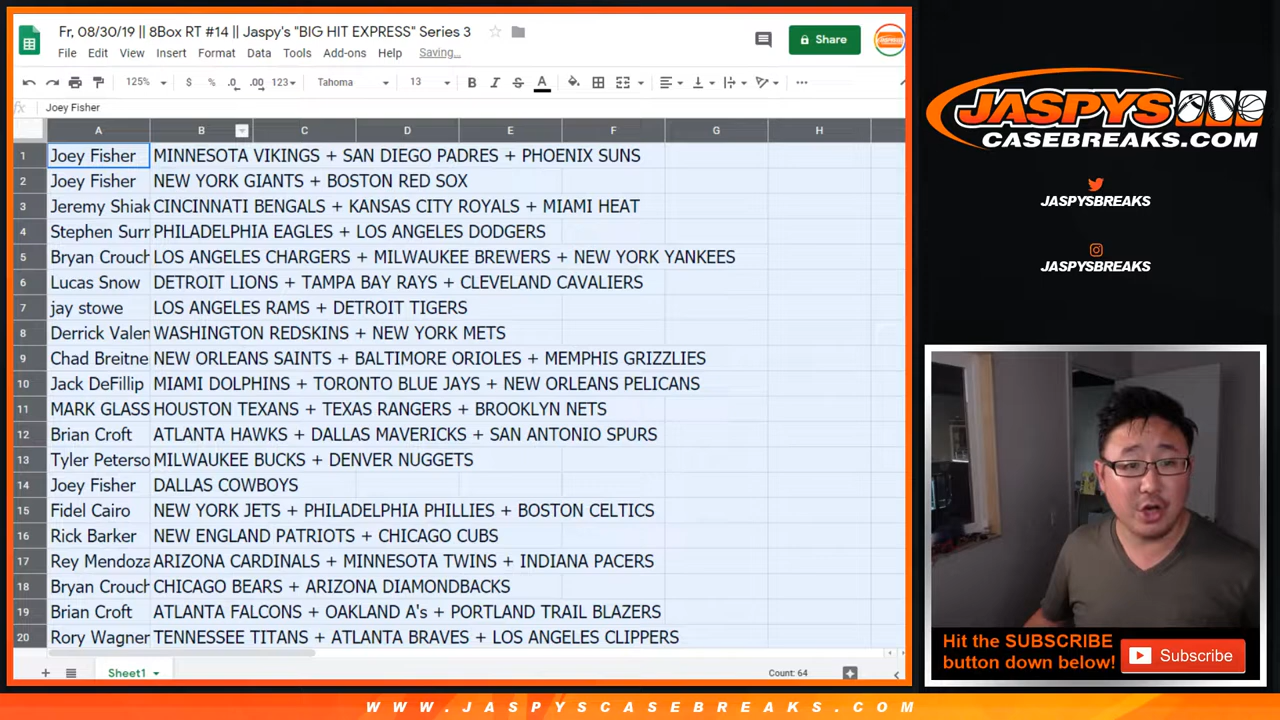 Fr, 08/30/19 || 8Box RT #14 || Jaspy's "BIG HIT EXPRESS" Series 3
File Edit View Insert Format Data Tools Add-ons Help Saving...
Share
125% $ % .0 .00 123 Tahoma 13 B I S A
fx Joey Fisher
A B C D E F G H
1 Joey Fisher MINNESOTA VIKINGS + SAN DIEGO PADRES + PHOENIX SUNS
2 Joey Fisher NEW YORK GIANTS + BOSTON RED SOX
3 Jeremy Shiak CINCINNATI BENGALS + KANSAS CITY ROYALS + MIAMI HEAT
4 Stephen Surr PHILADELPHIA EAGLES + LOS ANGELES DODGERS
5 Bryan Crouch LOS ANGELES CHARGERS + MILWAUKEE BREWERS + NEW YORK YANKEES
6 Lucas Snow DETROIT LIONS + TAMPA BAY RAYS + CLEVELAND CAVALIERS
7 jay stowe LOS ANGELES RAMS + DETROIT TIGERS
8 Derrick Valen WASHINGTON REDSKINS + NEW YORK METS
9 Chad Breitne NEW ORLEANS SAINTS + BALTIMORE ORIOLES + MEMPHIS GRIZZLIES
10 Jack DeFillip MIAMI DOLPHINS + TORONTO BLUE JAYS + NEW ORLEANS PELICANS
11 MARK GLASS HOUSTON TEXANS + TEXAS RANGERS + BROOKLYN NETS
12 Brian Croft ATLANTA HAWKS + DALLAS MAVERICKS + SAN ANTONIO SPURS
13 Tyler Peterso MILWAUKEE BUCKS + DENVER NUGGETS
14 Joey Fisher DALLAS COWBOYS
15 Fidel Cairo NEW YORK JETS + PHILADELPHIA PHILLIES + BOSTON CELTICS
16 Rick Barker NEW ENGLAND PATRIOTS + CHICAGO CUBS
17 Rey Mendoza ARIZONA CARDINALS + MINNESOTA TWINS + INDIANA PACERS
18 Bryan Crouch CHICAGO BEARS + ARIZONA DIAMONDBACKS
19 Brian Croft ATLANTA FALCONS + OAKLAND A's + PORTLAND TRAIL BLAZERS
20 Rory Wagner TENNESSEE TITANS + ATLANTA BRAVES + LOS ANGELES CLIPPERS
Sheet1 Count: 64
JASPYS
CASEBREAKS.COM
JASPYSBREAKS
JASPYSBREAKS
Hit the SUBSCRIBE
button down below!
Subscribe
WWW.JASPYSCASEBREAKS.COM